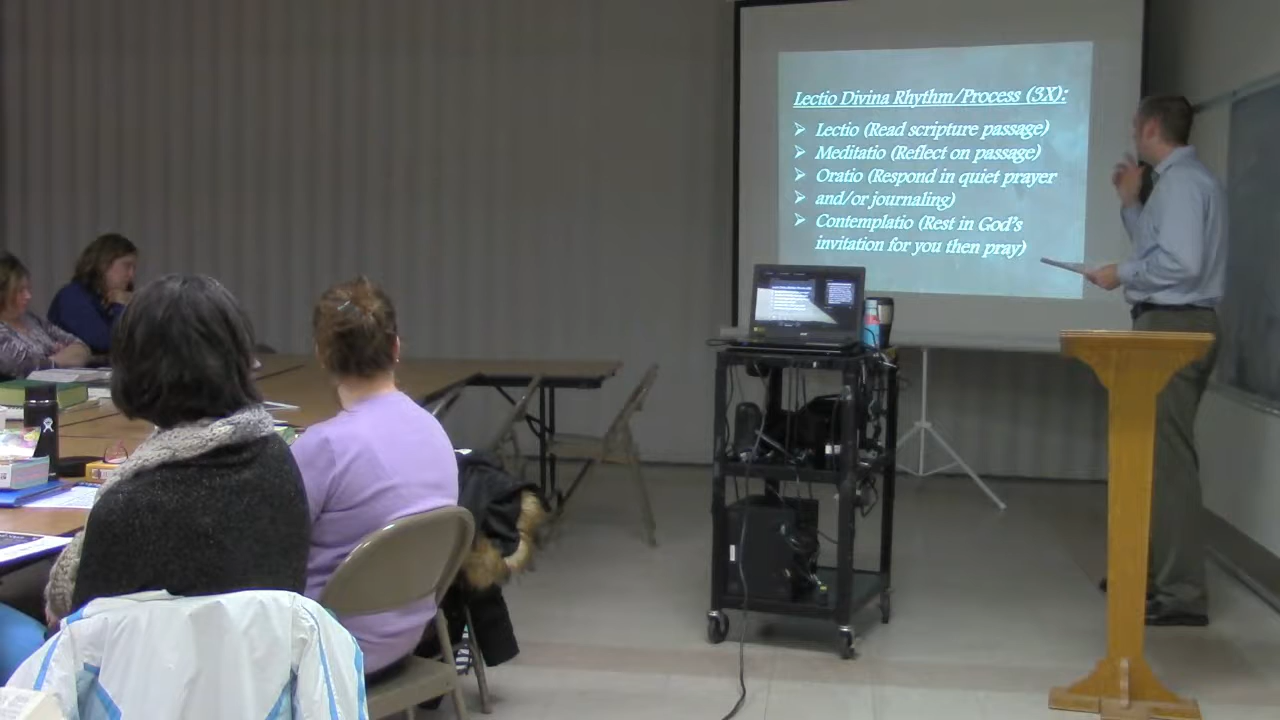 Lectio Divina Rhythm/Process (3X):
➢ Lectio (Read scripture passage)
➢ Meditatio (Reflect on passage)
➢ Oratio (Respond in quiet prayer
➢ and/or journaling)
➢ Contemplatio (Rest in God's
invitation for you then pray)